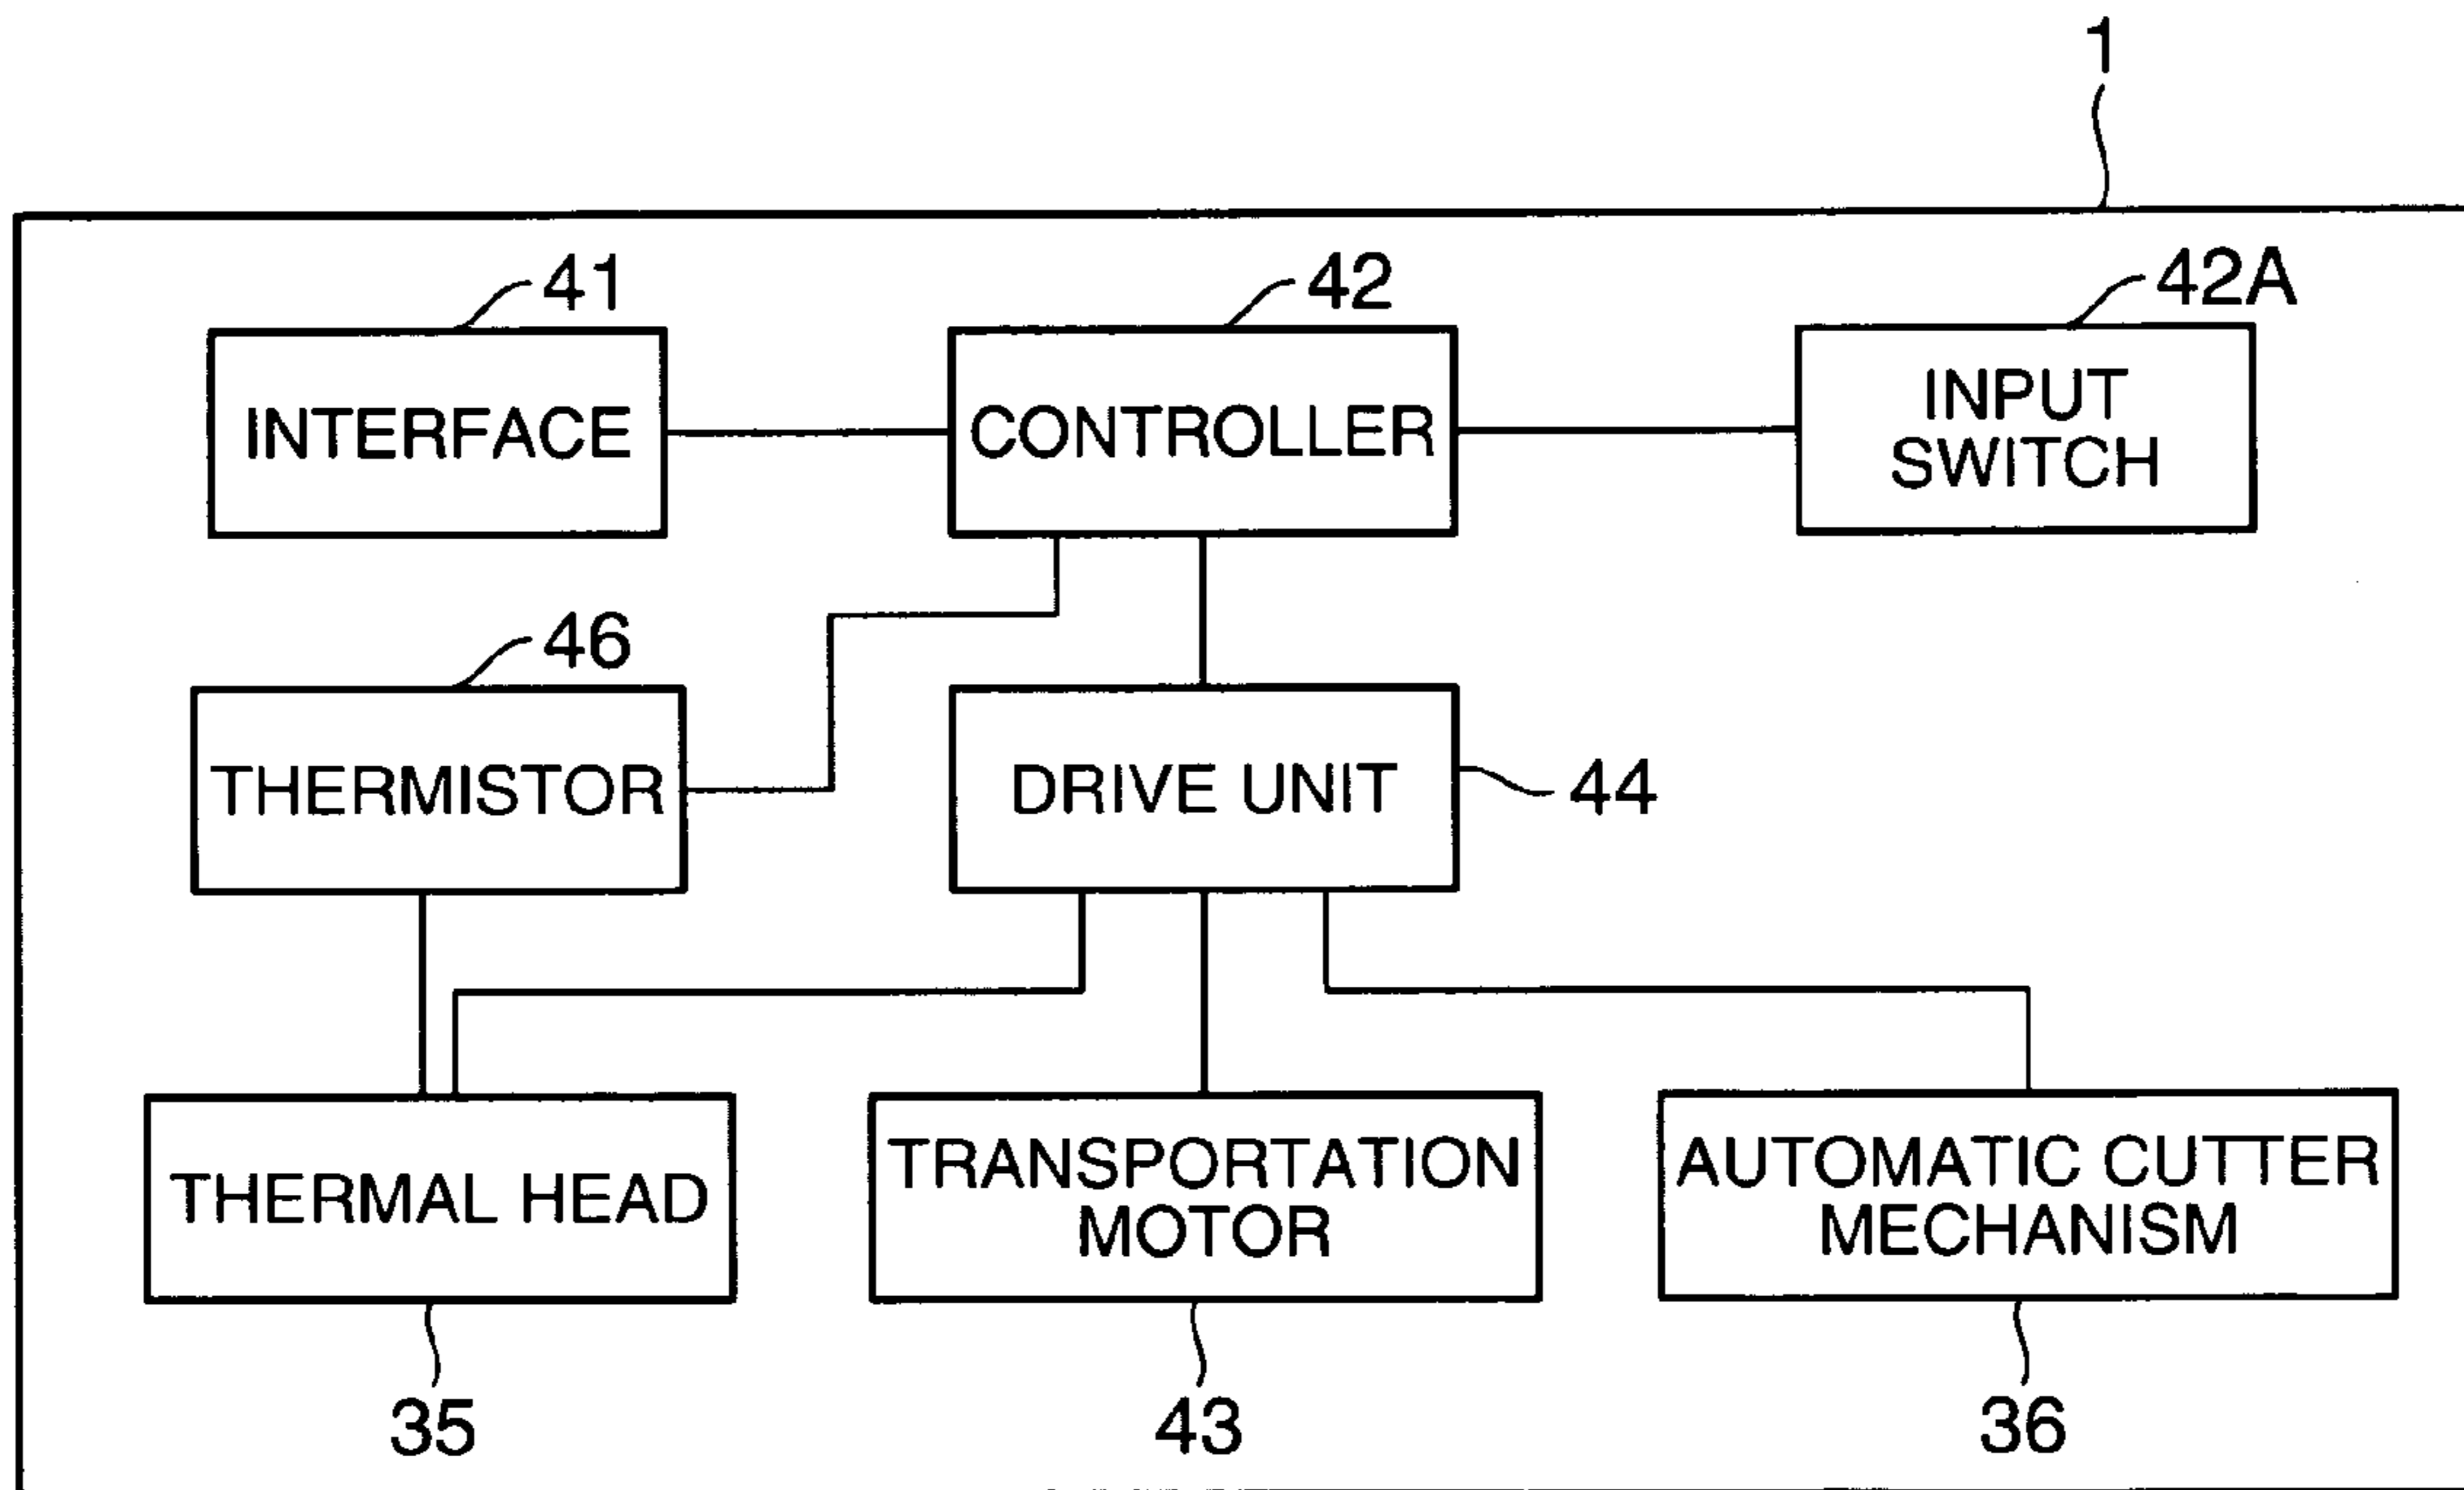 1
41
42
42A
INTERFACE
CONTROLLER
INPUT
SWITCH
46
THERMISTOR
DRIVE UNIT
44
THERMAL HEAD
TRANSPORTATION
MOTOR
AUTOMATIC CUTTER
MECHANISM
35
43
36